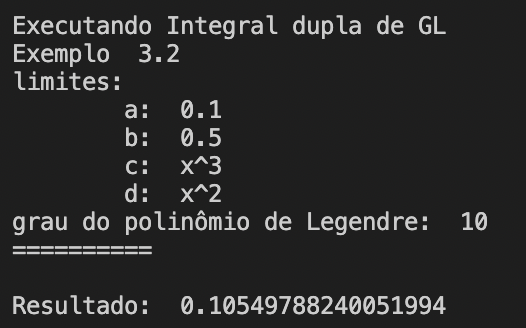 Executando Integral dupla de GL
Exemplo  3.2
limites:
        a:  0.1
        b:  0.5
        c:  x^3
        d:  x^2
grau do polinômio de Legendre:  10
==========
Resultado:  0.10549788240051994